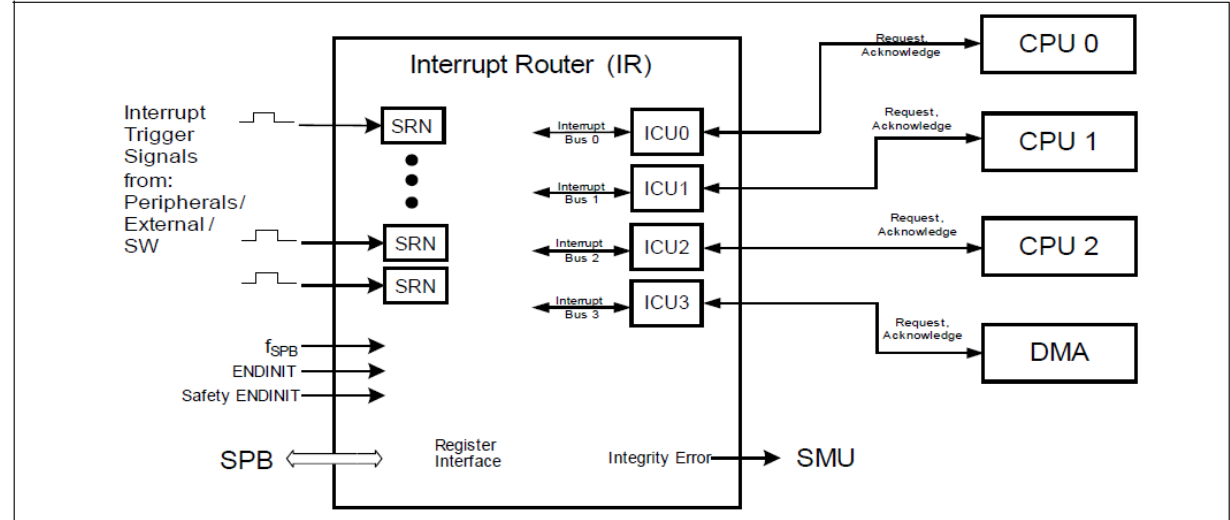 Interrupt Router (IR)
Interrupt
Trigger
Signals
from:
Peripherals/
External /
SW
SRN
SRN
SRN
fSPB
ENDINIT
Safety ENDINIT
SPB
Register
Interface
Interrupt
Bus 0
ICU0
Interrupt
Bus 1
ICU1
Interrupt
Bus 2
ICU2
Interrupt
Bus 3
ICU3
Integrity Error
SMU
Request,
Acknowledge
CPU 0
Request,
Acknowledge
CPU 1
Request,
Acknowledge
CPU 2
Request,
Acknowledge
DMA